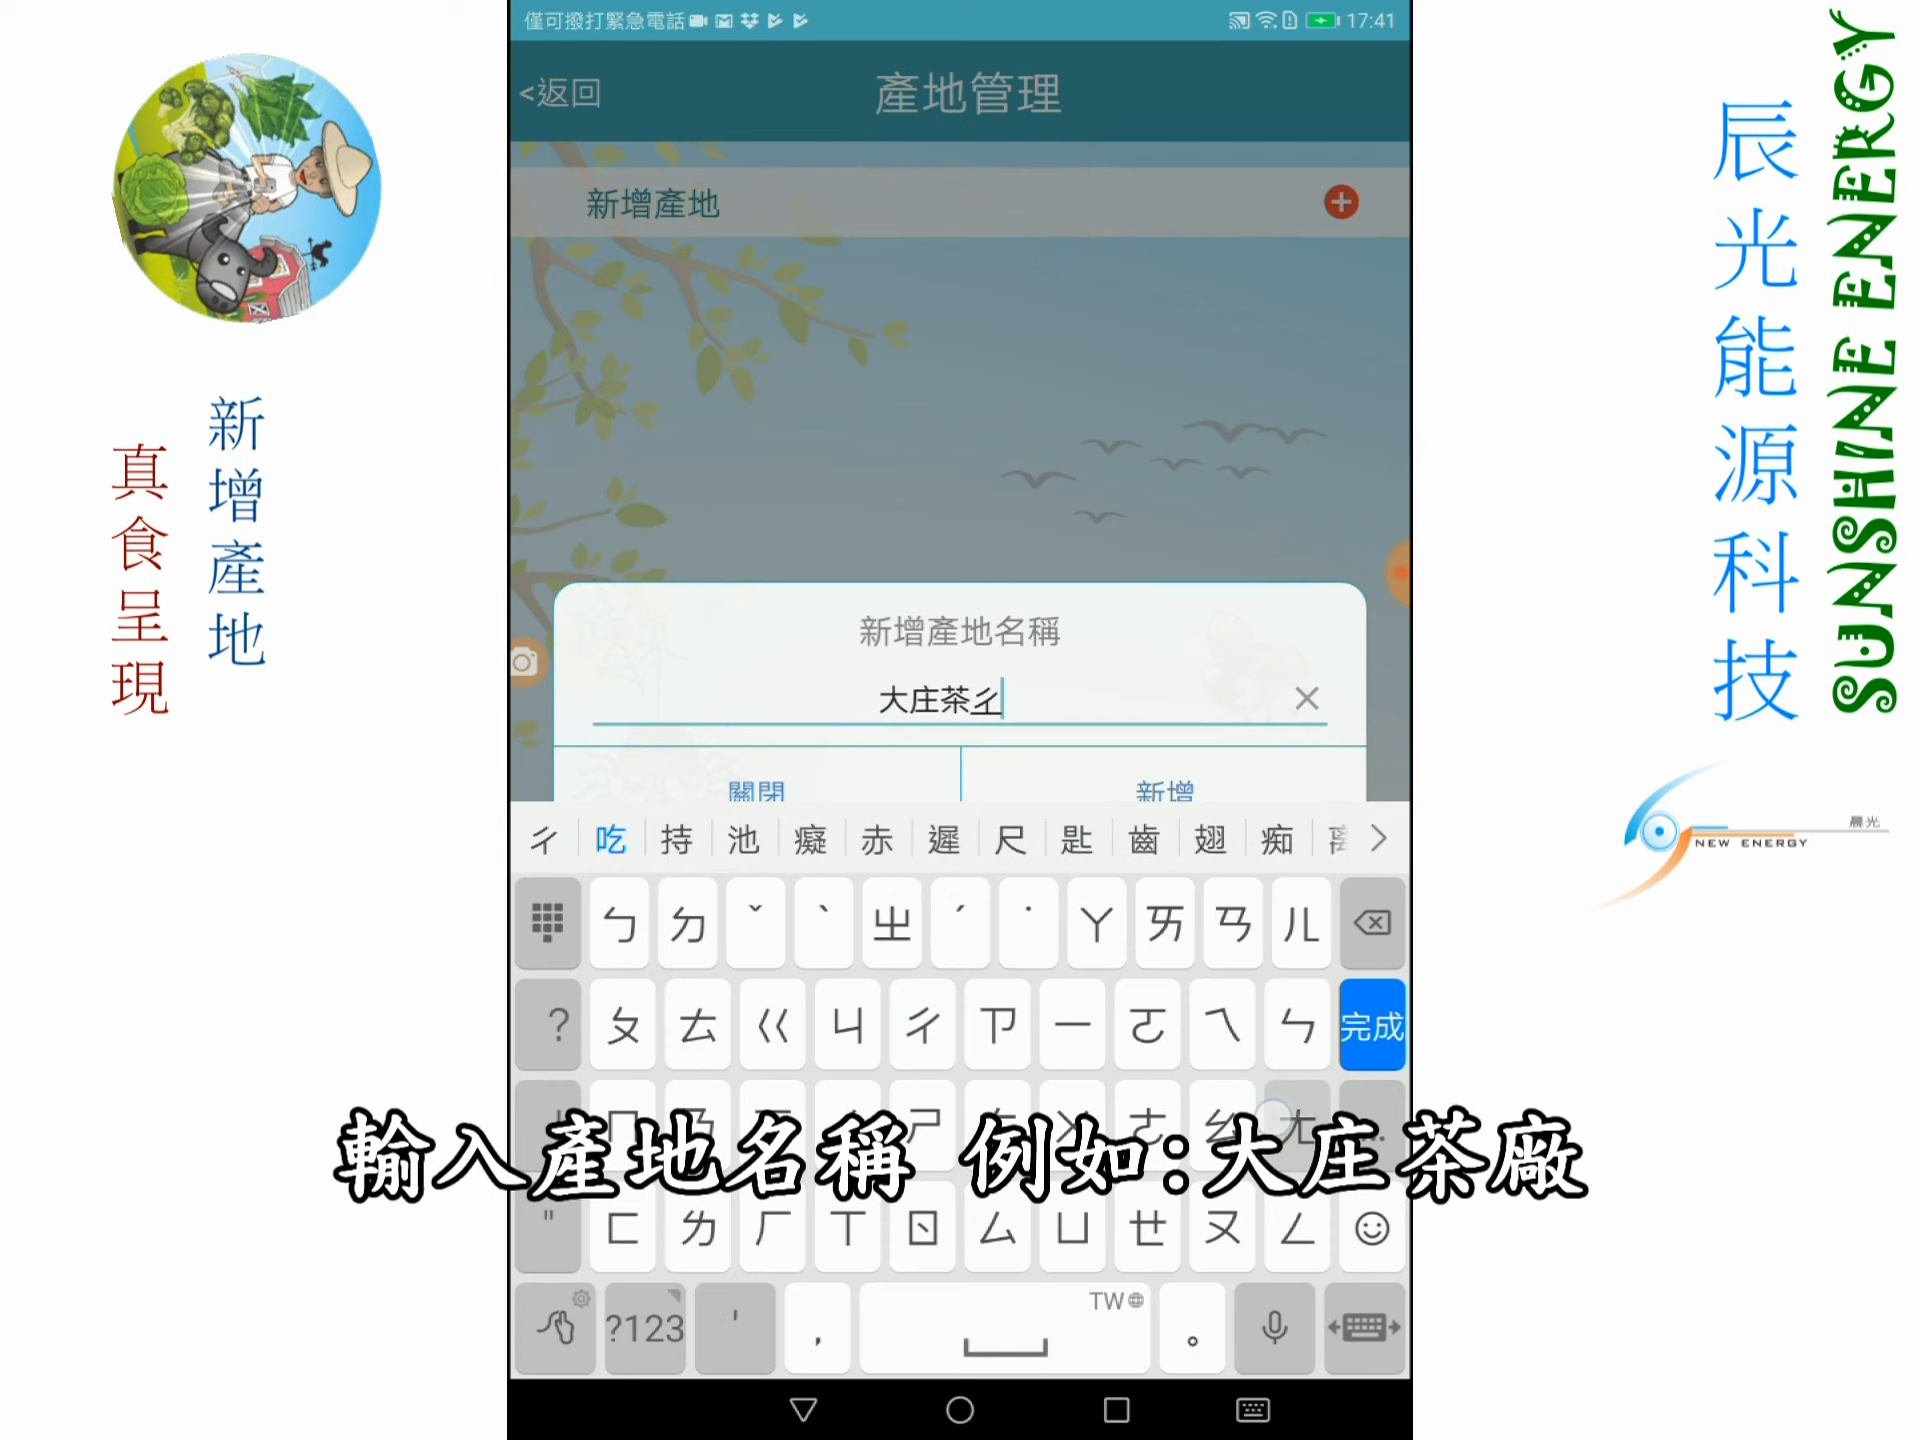 僅可撥打緊急電話
17:41
<返回
產地管理
新增產地
新增產地名稱
大庄茶ㄔ
關閉
新增
ㄔ 吃 持 池 癡 赤 遲 尺 匙 齒 翅 痴
ㄅ ㄉ ˇ ˋ ㄓ ˊ ˙ ㄚ ㄞ ㄢ ㄦ
? ㄆ ㄊ ㄍ ㄐ ㄔ ㄗ ㄧ ㄛ ㄟ ㄣ 完成
ㄇ ㄋ ㄕ ㄨ ㄜ ㄠ ㄤ
" ㄈ ㄌ ㄏ ㄒ ㄖ ㄙ ㄩ ㄝ ㄡ ㄥ
?123 ' , TW 。
輸入產地名稱 例如:大庄茶廠
新增產地
真食呈現
辰光能源科技
SUNSHINE ENERGY
晨光
NEW ENERGY